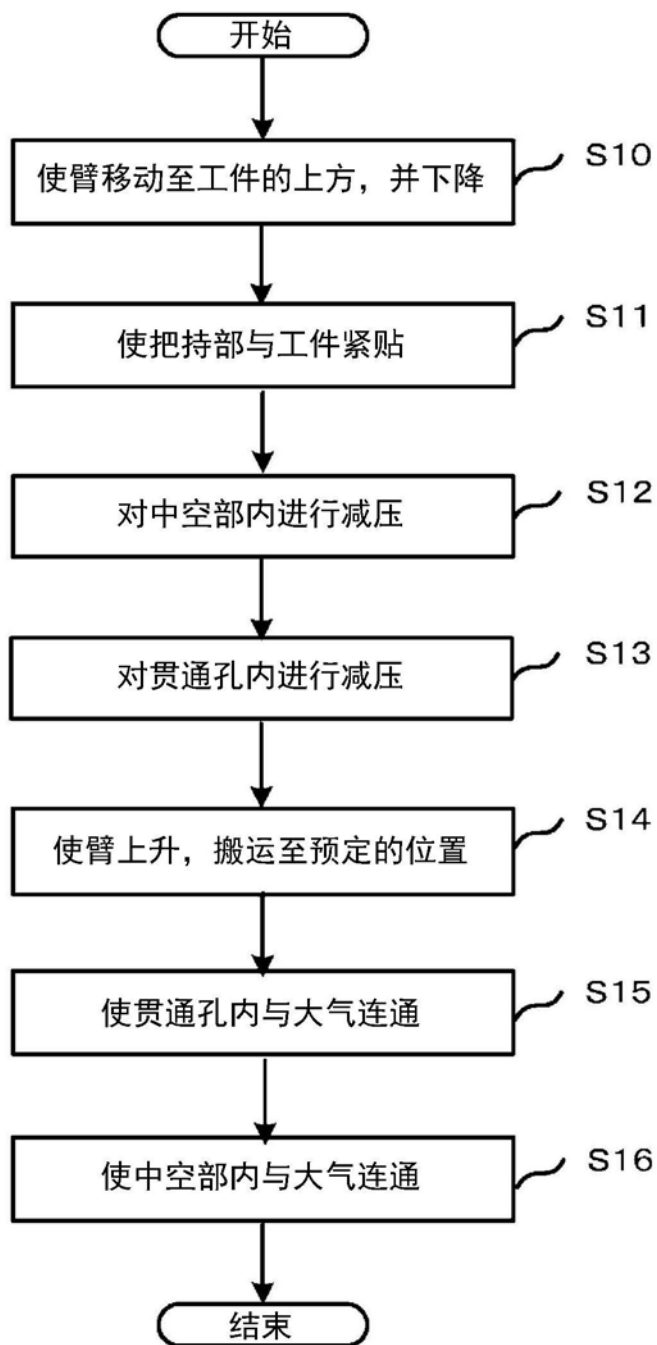 开始
使臂移动至工件的上方，并下降
S10
使把持部与工件紧贴
S11
对中空部内进行减压
S12
对贯通孔内进行减压
S13
使臂上升，搬运至预定的位置
S14
使贯通孔内与大气连通
S15
使中空部内与大气连通
S16
结束